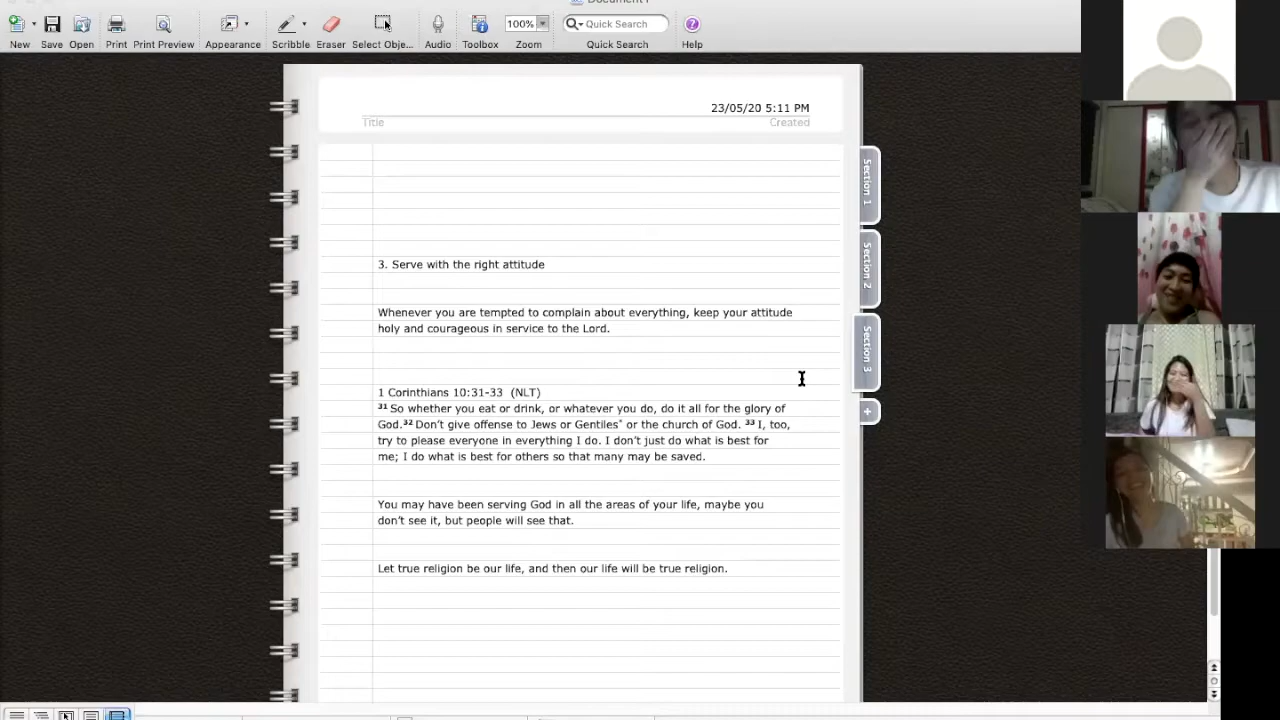 New
Save
Open
Print
Print Preview
Appearance
Scribble
Eraser
Select Obje...
Audio
Toolbox
100%
Zoom
Quick Search
Quick Search
?
Help
23/05/20 5:11 PM
Title
Created
Section 1
Section 2
Section 3
+
3. Serve with the right attitude
Whenever you are tempted to complain about everything, keep your attitude
holy and courageous in service to the Lord.
1 Corinthians 10:31-33 (NLT)
31 So whether you eat or drink, or whatever you do, do it all for the glory of
God.32 Don't give offense to Jews or Gentiles* or the church of God. 33 I, too,
try to please everyone in everything I do. I don't just do what is best for
me; I do what is best for others so that many may be saved.
You may have been serving God in all the areas of your life, maybe you
don't see it, but people will see that.
Let true religion be our life, and then our life will be true religion.